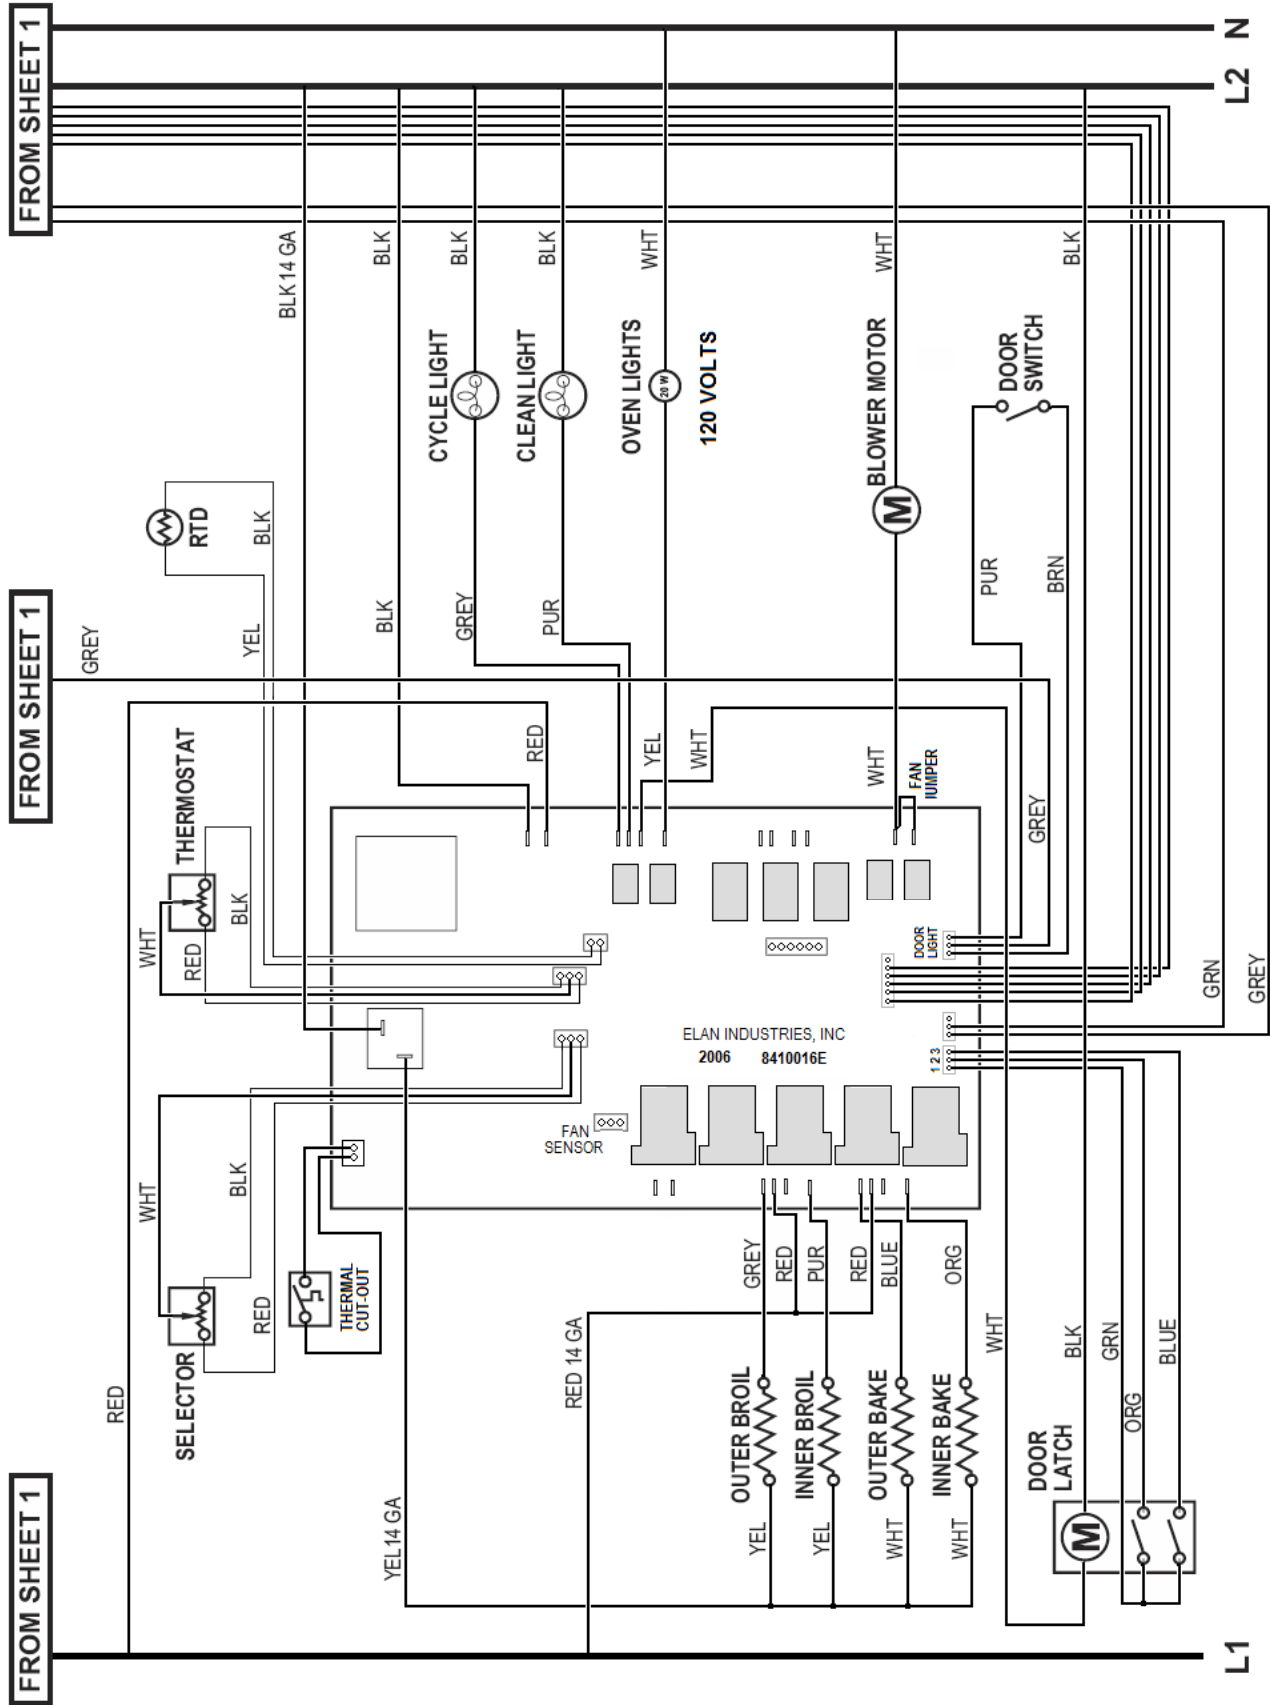 FROM SHEET 1
FROM SHEET 1
FROM SHEET 1
N
L2
L1
BLK14 GA
BLK
BLK
BLK
WHT
WHT
BLK
CYCLE LIGHT
CLEAN LIGHT
OVEN LIGHTS
20 W
120 VOLTS
BLOWER MOTOR
M
DOOR
SWITCH
RTD
BLK
YEL
GREY
BLK
GREY
PUR
PUR
BRN
THERMOSTAT
WHT
RED
BLK
RED
YEL
WHT
WHT
FAN
JUMPER
GREY
DOOR
LIGHT
GRN
GREY
ELAN INDUSTRIES, INC
2006 8410016E
1 2 3
FAN
SENSOR
WHT
BLK
RED
SELECTOR
THERMAL
CUT-OUT
RED
RED 14 GA
YEL14 GA
GREY
RED
PUR
RED
BLUE
ORG
OUTER BROIL
INNER BROIL
OUTER BAKE
INNER BAKE
YEL
YEL
WHT
WHT
WHT
BLK
GRN
ORG
BLUE
DOOR
LATCH
M